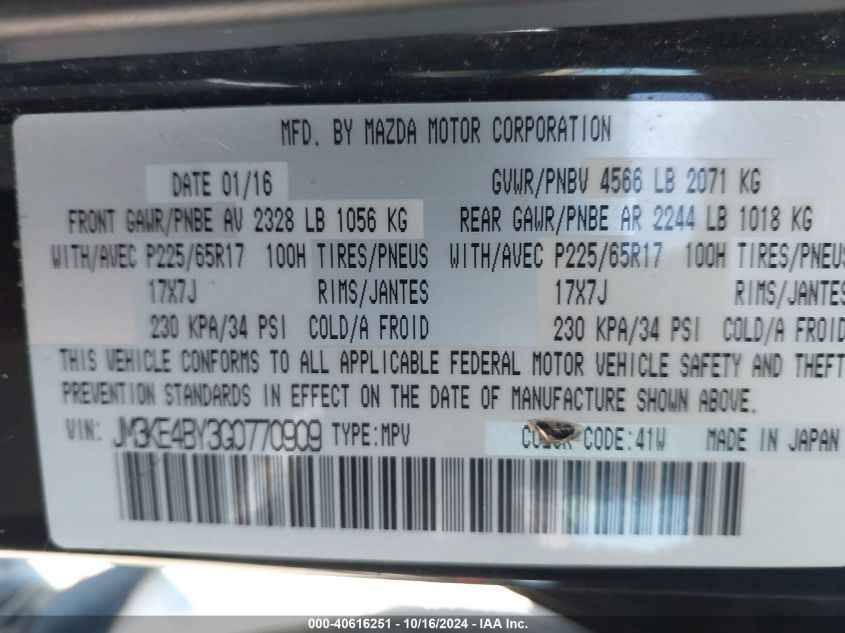 MFD. BY MAZDA MOTOR CORPORATION
DATE 01/16 GVWR/PNBV 4566 LB 2071 KG
FRONT GAWR/PNBE AV 2328 LB 1056 KG REAR GAWR/PNBE AR 2244 LB 1018 KG
WITH/AVEC P225/65R17 100H TIRES/PNEUS WITH/AVEC P225/65R17 100H TIRES/PNEUS
17X7J RIMS/JANTES 17X7J RIMS/JANTES
230 KPA/34 PSI COLD/A FROID 230 KPA/34 PSI COLD/A FROID
THIS VEHICLE CONFORMS TO ALL APPLICABLE FEDERAL MOTOR VEHICLE SAFETY AND THEFT
PREVENTION STANDARDS IN EFFECT ON THE DATE OF MANUFACTURE SHOWN ABOVE.
VIN: JM3KE4BY3G0770909 TYPE:MPV COLOR CODE:41W MADE IN JAPAN
000-40616251 - 10/16/2024 - IAA Inc.